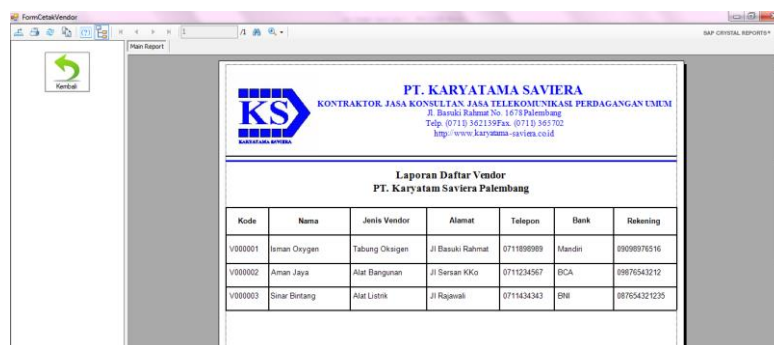 FormCetakVendor
1 /1
SAP CRYSTAL REPORTS®
Main Report
Kembali
KS
KARYATAMA SAVIERA
PT. KARYATAMA SAVIERA
KONTRAKTOR. JASA KONSULTAN. JASA TELEKOMUNIKASI. PERDAGANGAN UMUM
Jl. Basuki Rahmat No. 1678 Palembang
Telp. (0711) 362139Fax. (0711) 365702
http://www.karyatama-saviera.co.id
Laporan Daftar Vendor
PT. Karyatam Saviera Palembang
Kode Nama Jenis Vendor Alamat Telepon Bank Rekening
V000001 Isman Oxygen Tabung Oksigen Jl Basuki Rahmat 0711898989 Mandiri 09098976516
V000002 Aman Jaya Alat Bangunan Jl Sersan KKo 0711234567 BCA 09876543212
V000003 Sinar Bintang Alat Listrik Jl Rajawali 0711434343 BNI 087654321235